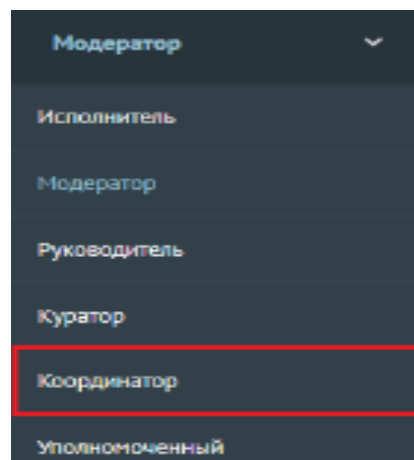 Модератор
Исполнитель
Модератор
Руководитель
Куратор
Координатор
Уполномоченный